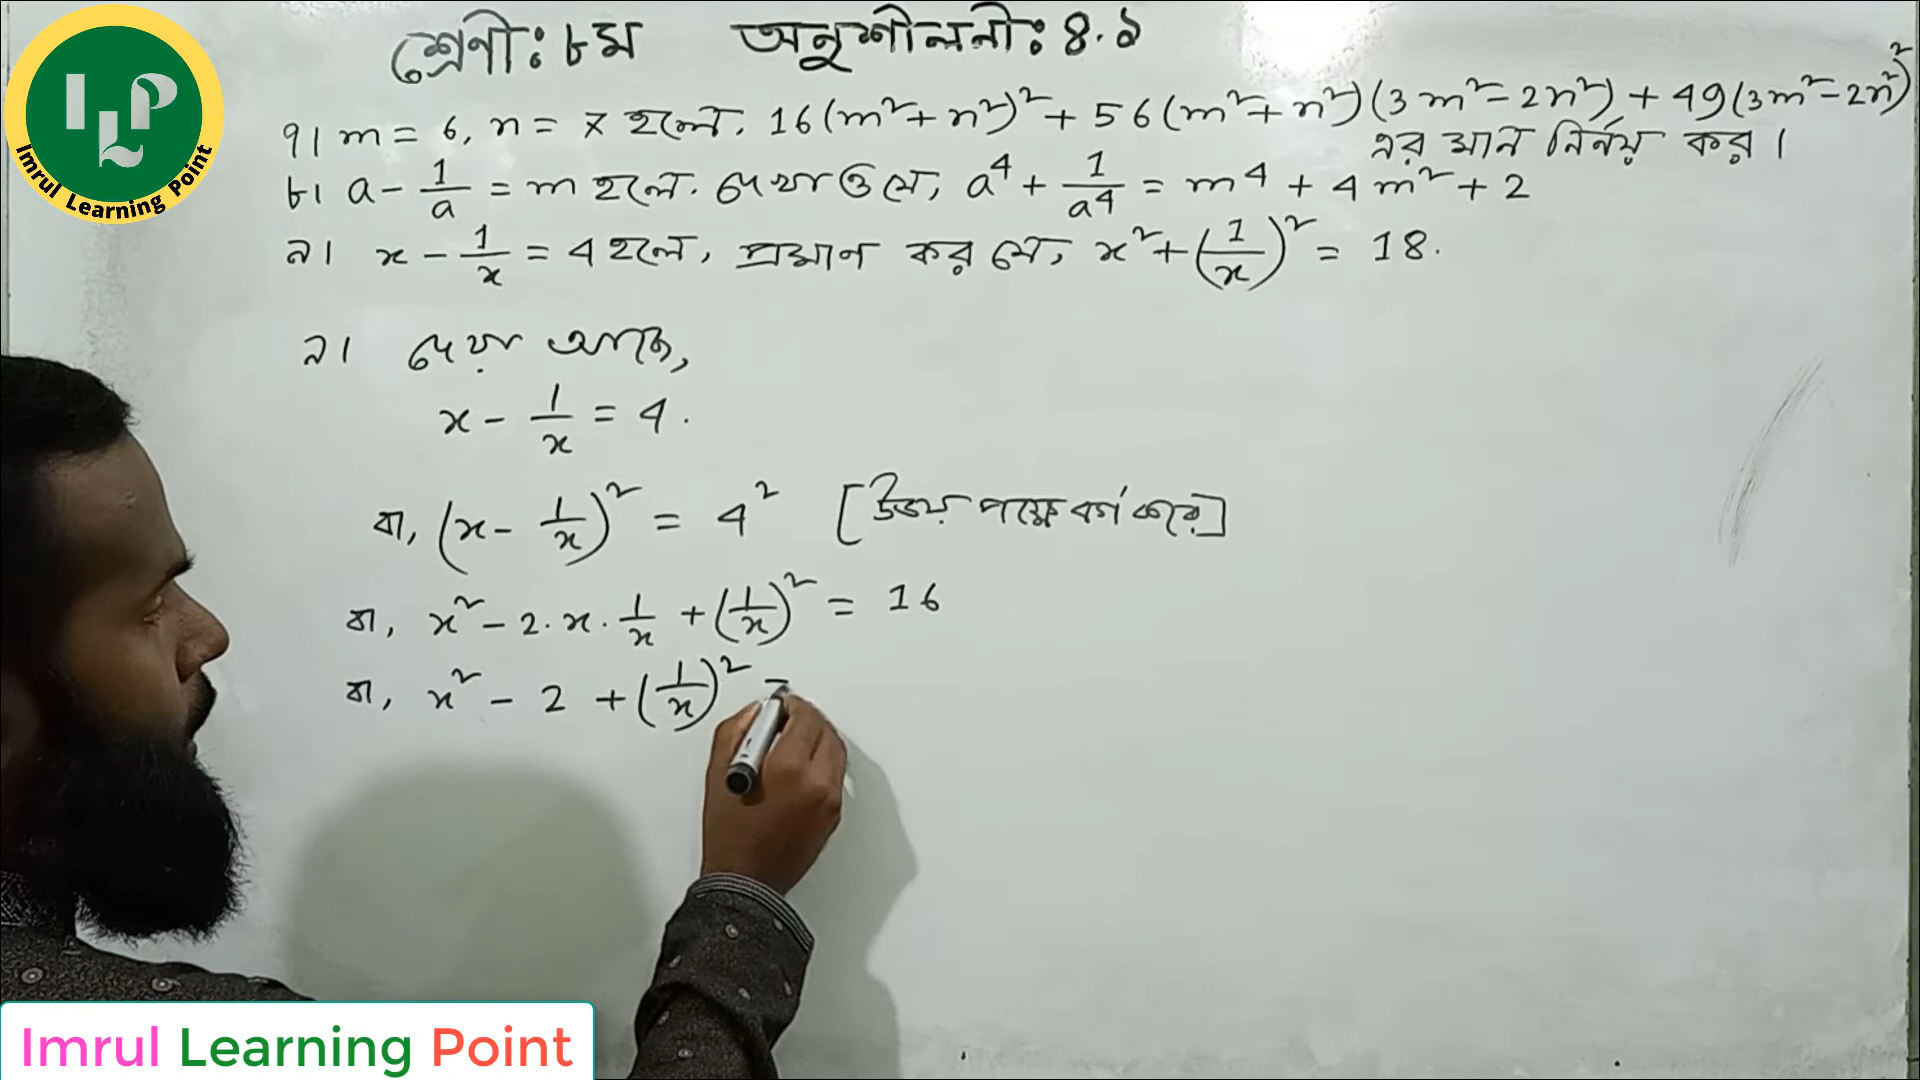 শ্রেণীঃ ৮ম অনুশীলনীঃ ৪.১
৭। m = 6, n = 7 হলে, 16(m²+n²)² + 56(m²+n²)(3m²-2n²) + 49(3m²-2n²)²
এর মান নির্নয় কর।
৮। a - 1/a = m হলে, দেখাও যে, a⁴ + 1/a⁴ = m⁴ + 4m² + 2
৯। x - 1/x = 4 হলে, প্রমান কর যে, x² + (1/x)² = 18.
৯। দেয়া আছে,
x - 1/x = 4.
বা, (x - 1/x)² = 4² [উভয় পক্ষে বর্গ করে]
বা, x² - 2·x·1/x + (1/x)² = 16
বা, x² - 2 + (1/x)² =
ILP
Imrul Learning Point
Imrul Learning Point